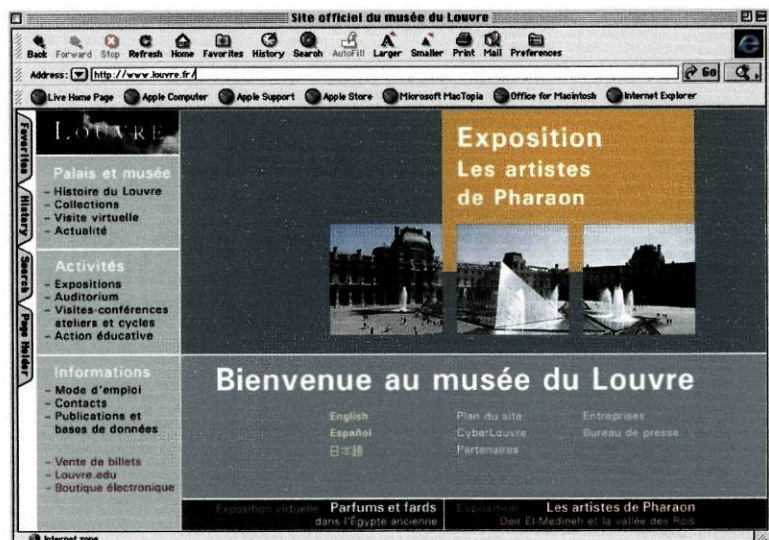 Site officiel du musée du Louvre
Back Forward Stop Refresh Home Favorites History Search AutoFill Larger Smaller Print Mail Preferences
Address: http://www.louvre.fr/ Go
Live Home Page Apple Computer Apple Support Apple Store Microsoft MacTopia Office for Macintosh Internet Explorer
Favorites
History
Search
Page Holder
LOUVRE
Palais et musée
- Histoire du Louvre
- Collections
- Visite virtuelle
- Actualité
Activités
- Expositions
- Auditorium
- Visites-conférences
ateliers et cycles
- Action éducative
Informations
- Mode d'emploi
- Contacts
- Publications et
bases de données
- Vente de billets
- Louvre.edu
- Boutique électronique
Exposition
Les artistes
de Pharaon
Bienvenue au musée du Louvre
English
Español
日本語
Plan du site
CyberLouvre
Partenaires
Entreprises
Bureau de presse
Exposition virtuelle Parfums et fards
dans l'Égypte ancienne
Exposition Les artistes de Pharaon
Deir El-Medineh et la vallée des Rois
Internet zone